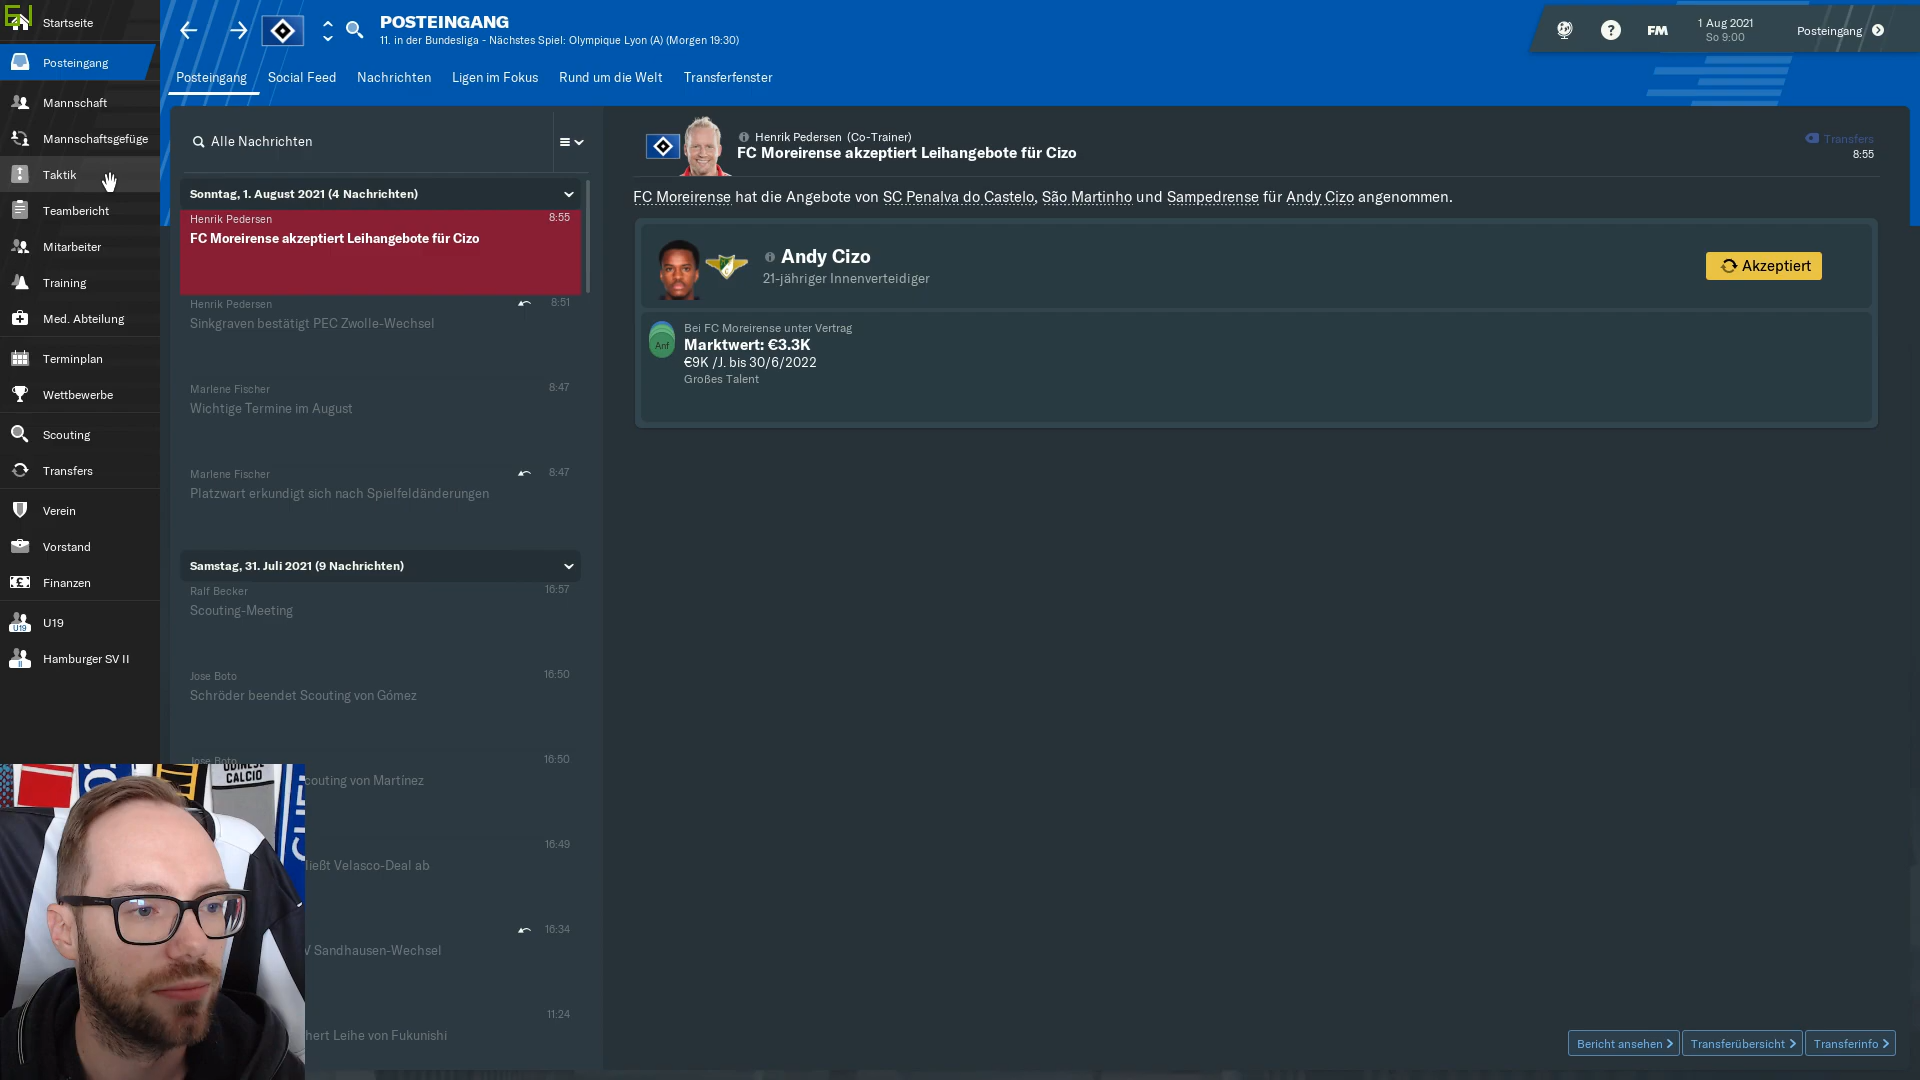 Startseite
Posteingang
Mannschaft
Mannschaftsgefüge
Taktik
Teambericht
Mitarbeiter
Training
Med. Abteilung
Terminplan
Wettbewerbe
Scouting
Transfers
Verein
Vorstand
Finanzen
U19
U19
Hamburger SV II
II
POSTEINGANG
11. in der Bundesliga - Nächstes Spiel: Olympique Lyon (A) (Morgen 19:30)
?
FM
1 Aug 2021
So 9:00
Posteingang
Posteingang Social Feed Nachrichten Ligen im Fokus Rund um die Welt Transferfenster
Alle Nachrichten
Sonntag, 1. August 2021 (4 Nachrichten)
Henrik Pedersen 8:55
FC Moreirense akzeptiert Leihangebote für Cizo
Henrik Pedersen 8:51
Sinkgraven bestätigt PEC Zwolle-Wechsel
Marlene Fischer 8:47
Wichtige Termine im August
Marlene Fischer 8:47
Platzwart erkundigt sich nach Spielfeldänderungen
Samstag, 31. Juli 2021 (9 Nachrichten)
Ralf Becker 16:57
Scouting-Meeting
Jose Boto 16:50
Schröder beendet Scouting von Gómez
Jose Boto 16:50
couting von Martínez
16:49
ließt Velasco-Deal ab
16:34
V Sandhausen-Wechsel
11:24
hert Leihe von Fukunishi
Henrik Pedersen (Co-Trainer)
FC Moreirense akzeptiert Leihangebote für Cizo
Transfers
8:55
FC Moreirense hat die Angebote von SC Penalva do Castelo, São Martinho und Sampedrense für Andy Cizo angenommen.
Andy Cizo
21-jähriger Innenverteidiger
Akzeptiert
Anf
Bei FC Moreirense unter Vertrag
Marktwert: €3.3K
€9K /J. bis 30/6/2022
Großes Talent
Bericht ansehen
Transferübersicht
Transferinfo
UDINESE
CALCIO